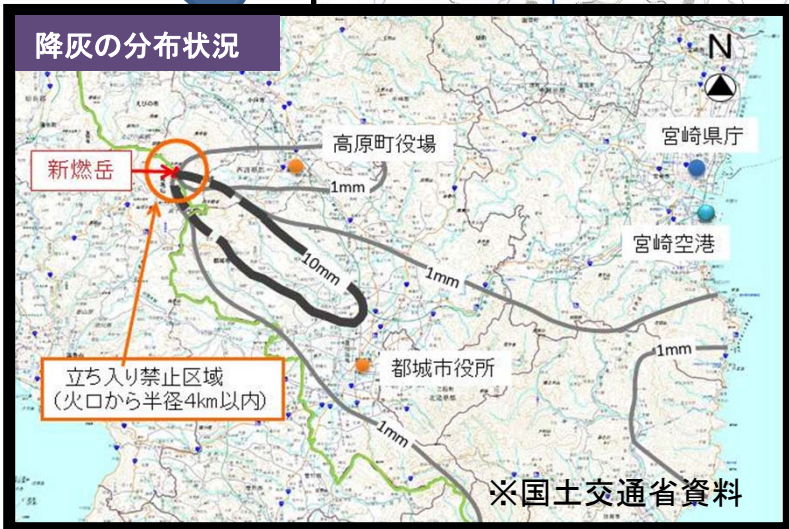 降灰の分布状況
N
高原町役場
宮崎県庁
新燃岳
1mm
宮崎空港
10mm
1mm
立ち入り禁止区域
(火口から半径4km以内)
都城市役所
1mm
1mm
※国土交通省資料